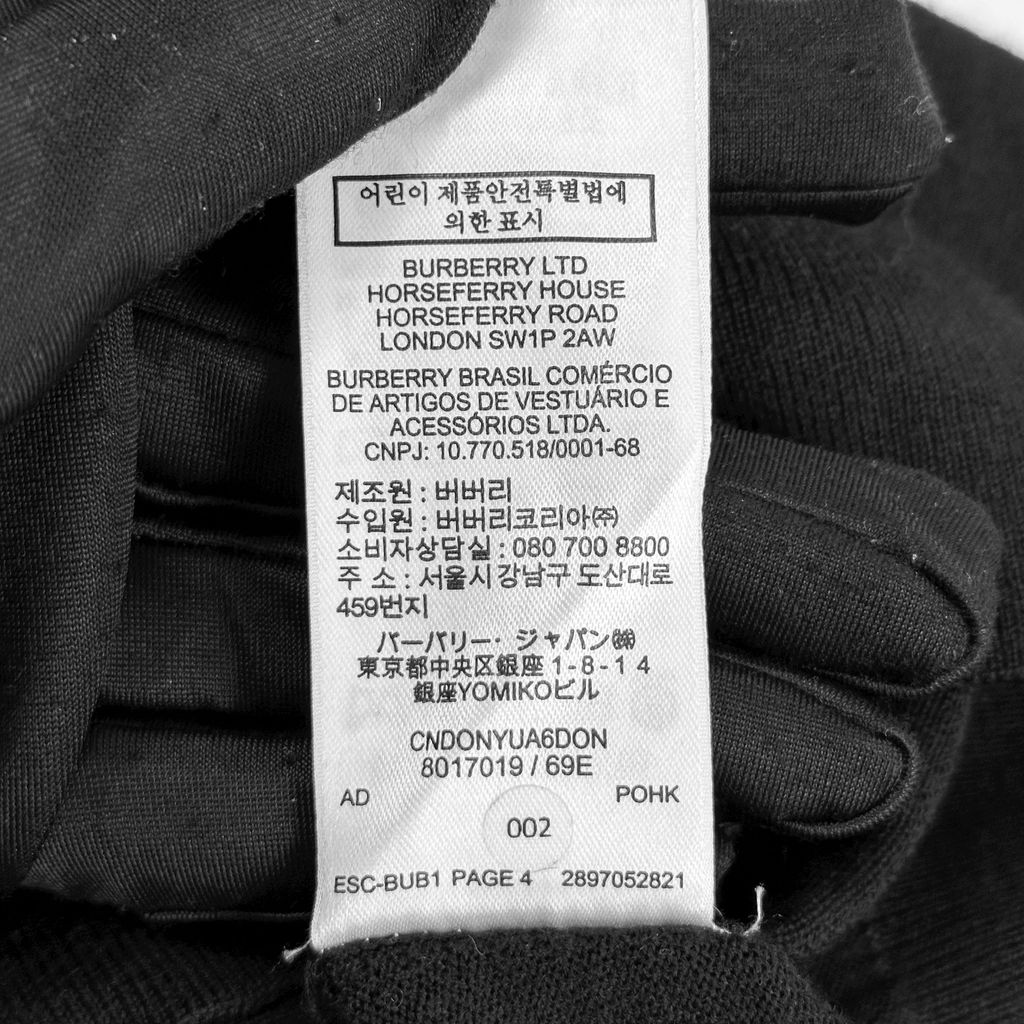 어린이 제품안전특별법에
의한 표시
BURBERRY LTD
HORSEFERRY HOUSE
HORSEFERRY ROAD
LONDON SW1P 2AW
BURBERRY BRASIL COMÉRCIO
DE ARTIGOS DE VESTUÁRIO E
ACESSÓRIOS LTDA.
CNPJ: 10.770.518/0001-68
제조원 : 버버리
수입원 : 버버리코리아㈜
소비자상담실 : 080 700 8800
주 소 : 서울시 강남구 도산대로
459번지
バーバリー・ジャパン㈱
東京都中央区銀座 1-8-14
銀座YOMIKOビル
CNDONYUA6DON
8017019 / 69E
AD POHK
002
ESC-BUB1 PAGE 4 2897052821